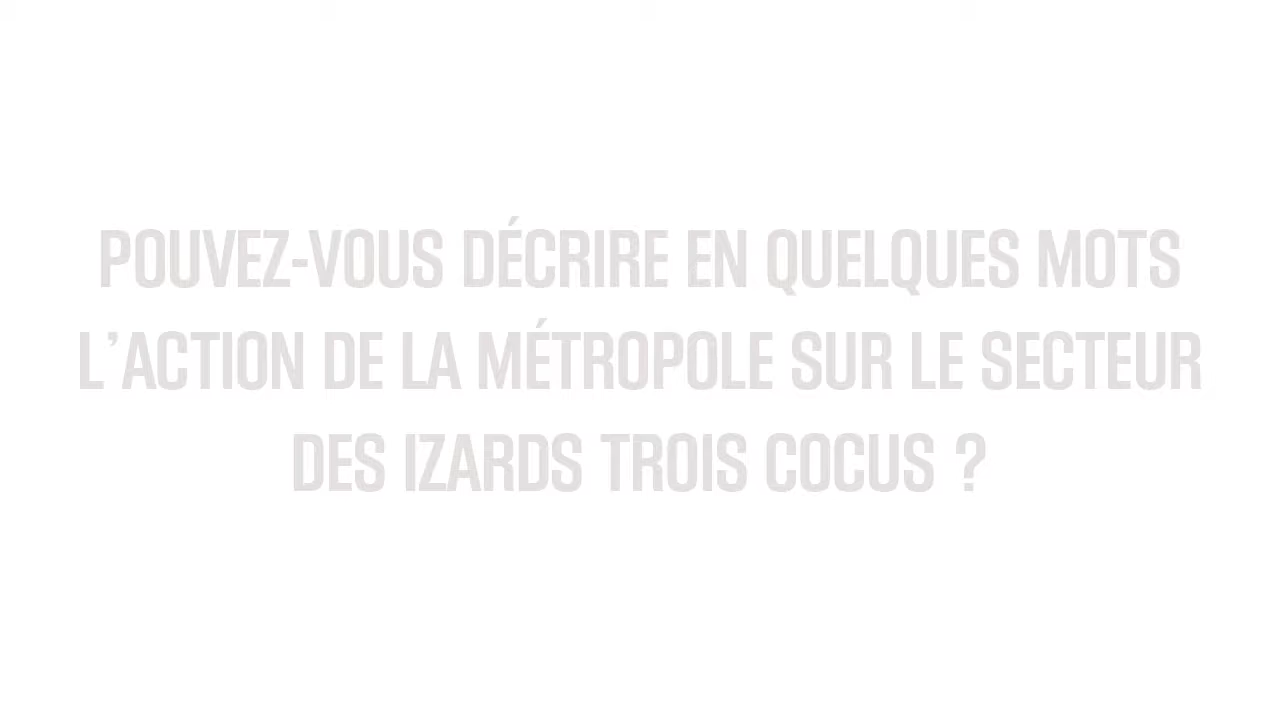 POUVEZ-VOUS DÉCRIRE EN QUELQUES MOTS
L'ACTION DE LA MÉTROPOLE SUR LE SECTEUR
DES IZARDS TROIS COCUS ?